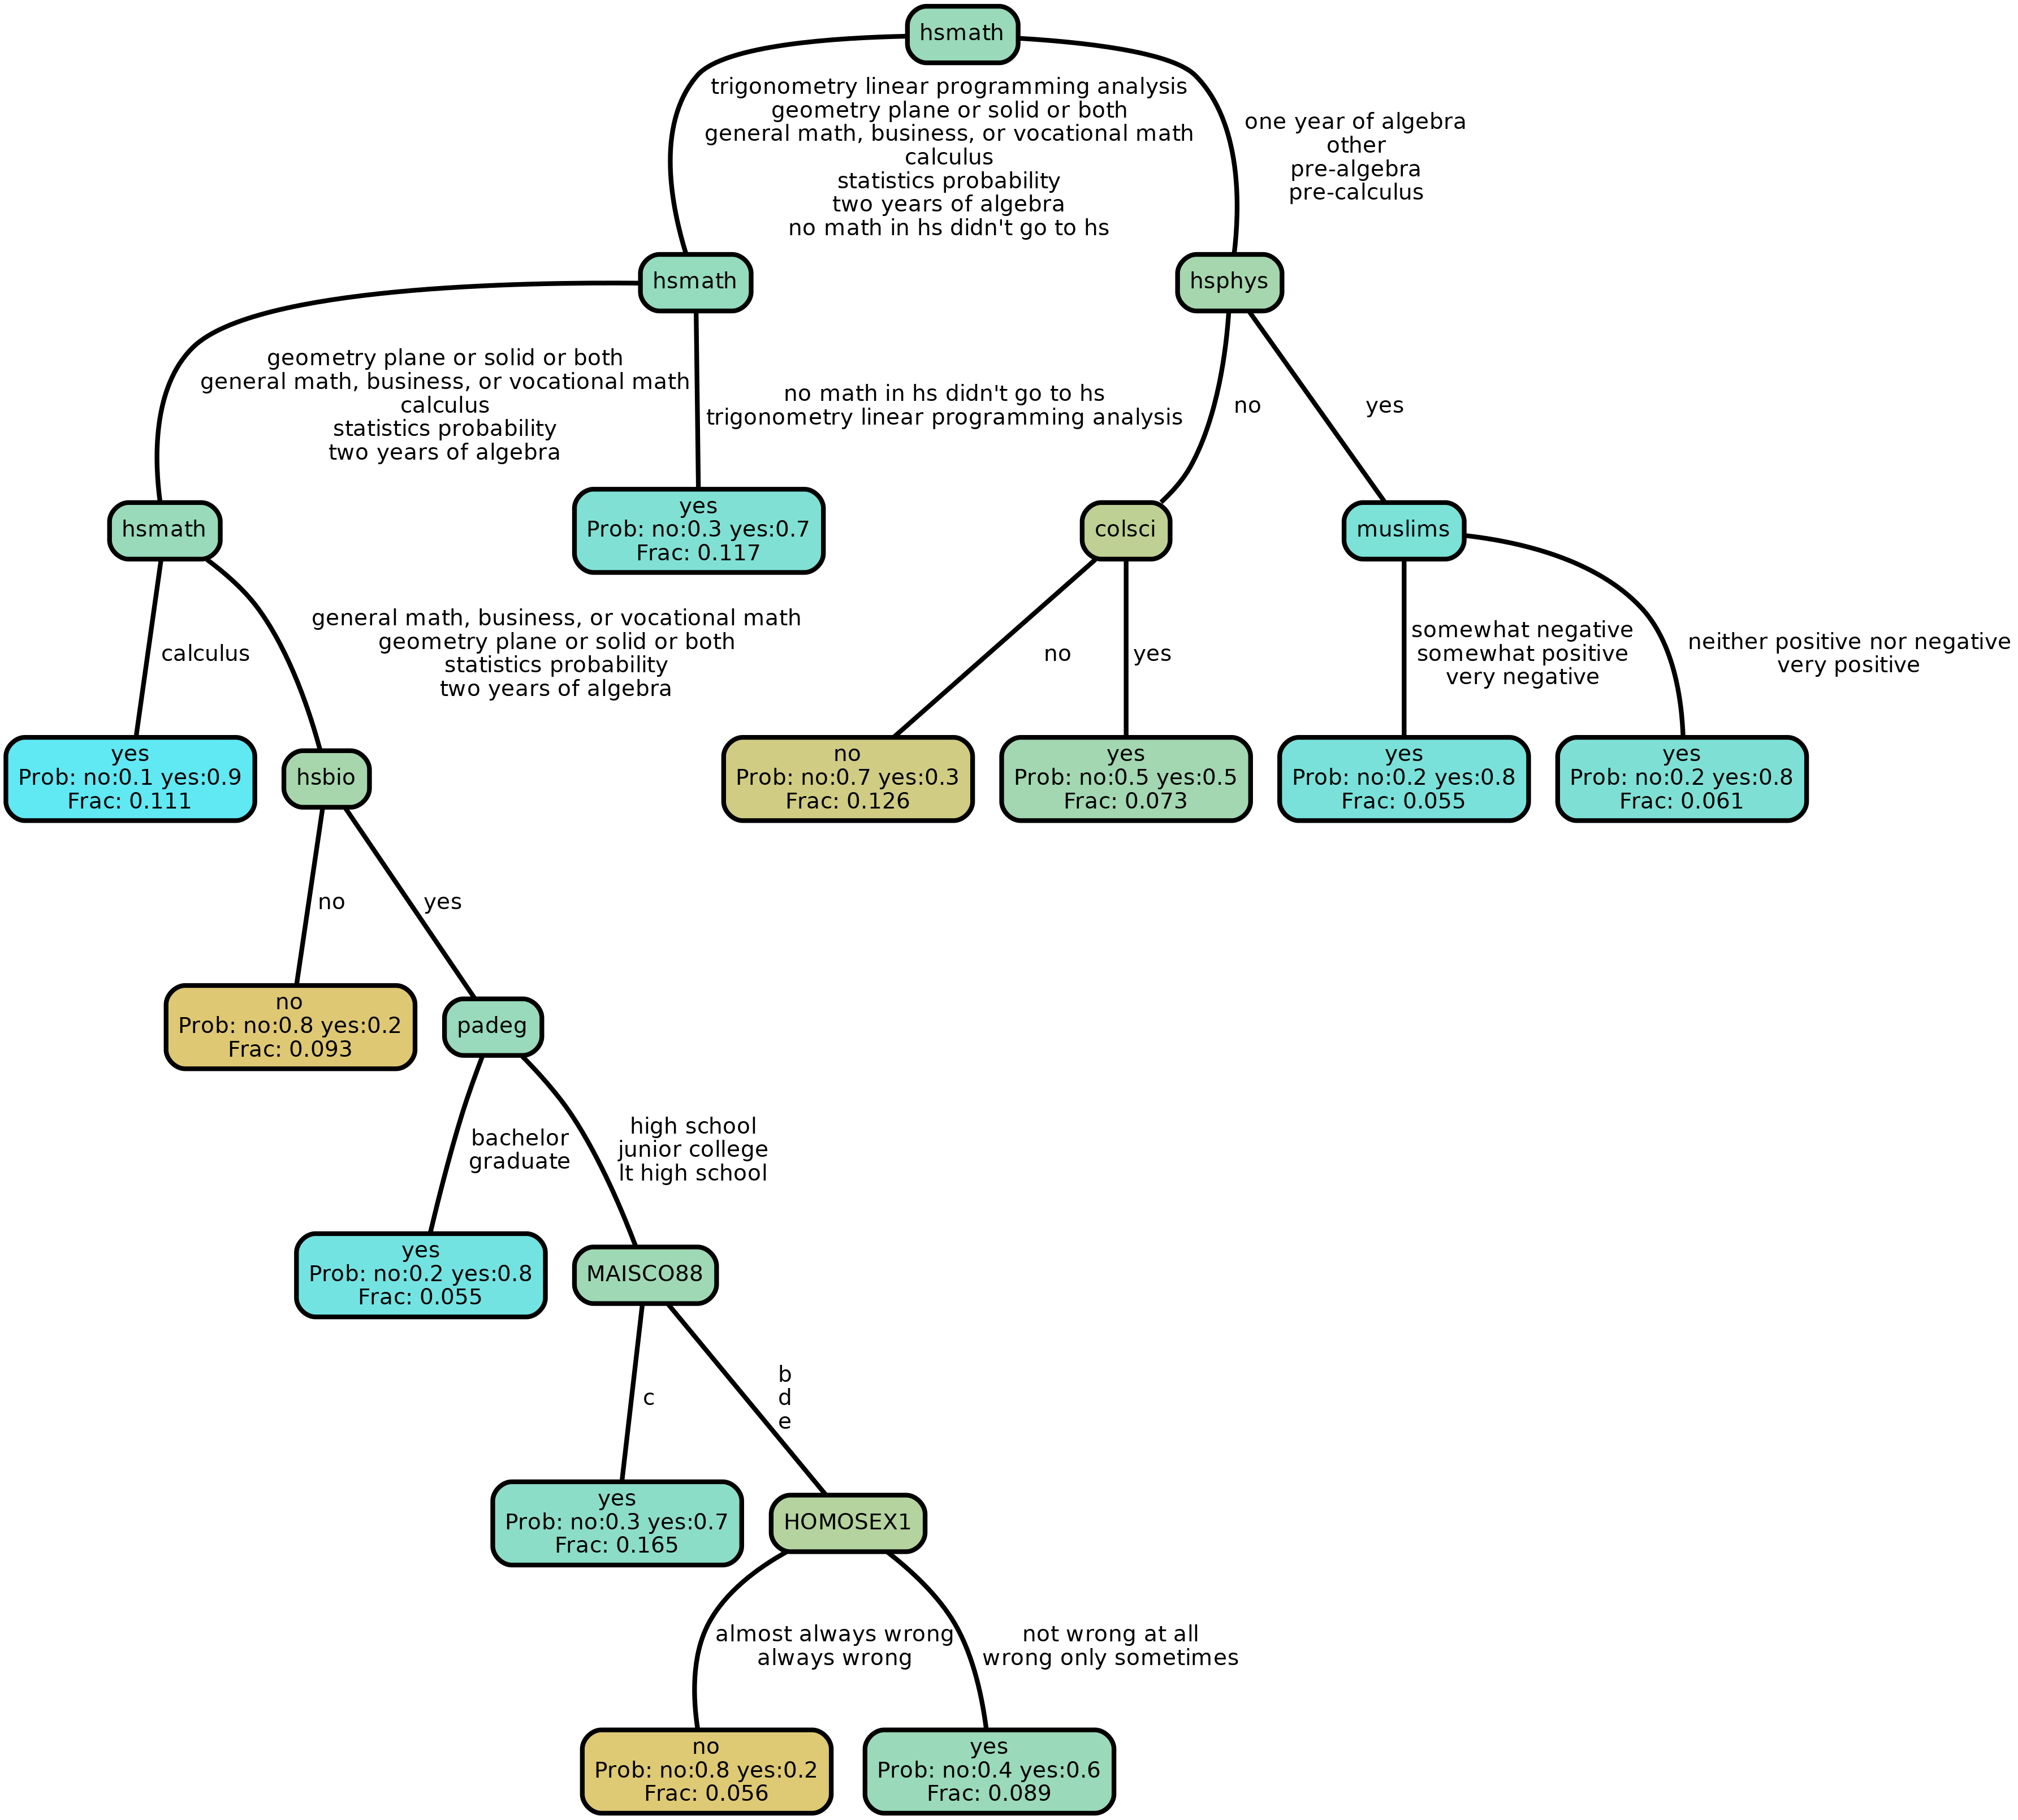 hsmath
trigonometry linear programming analysis
geometry plane or solid or both
general math, business, or vocational math
calculus
statistics probability
two years of algebra
no math in hs didn't go to hs
one year of algebra
other
pre-algebra
pre-calculus
hsmath
hsphys
geometry plane or solid or both
general math, business, or vocational math
calculus
statistics probability
two years of algebra
no math in hs didn't go to hs
trigonometry linear programming analysis
no
yes
hsmath
yes
Prob: no:0.3 yes:0.7
Frac: 0.117
colsci
muslims
calculus
general math, business, or vocational math
geometry plane or solid or both
statistics probability
two years of algebra
no
yes
somewhat negative
somewhat positive
very negative
neither positive nor negative
very positive
yes
Prob: no:0.1 yes:0.9
Frac: 0.111
hsbio
no
Prob: no:0.7 yes:0.3
Frac: 0.126
yes
Prob: no:0.5 yes:0.5
Frac: 0.073
yes
Prob: no:0.2 yes:0.8
Frac: 0.055
yes
Prob: no:0.2 yes:0.8
Frac: 0.061
no
yes
no
Prob: no:0.8 yes:0.2
Frac: 0.093
padeg
bachelor
graduate
high school
junior college
lt high school
yes
Prob: no:0.2 yes:0.8
Frac: 0.055
MAISCO88
c
b
d
e
yes
Prob: no:0.3 yes:0.7
Frac: 0.165
HOMOSEX1
almost always wrong
always wrong
not wrong at all
wrong only sometimes
no
Prob: no:0.8 yes:0.2
Frac: 0.056
yes
Prob: no:0.4 yes:0.6
Frac: 0.089